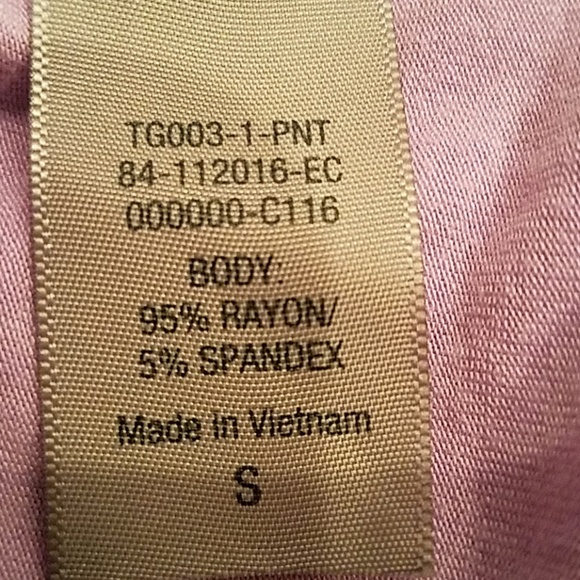 TG003-1-PNT
84-112016-EC
000000-C116
BODY:
95% RAYON/
5% SPANDEX
Made in Vietnam
S